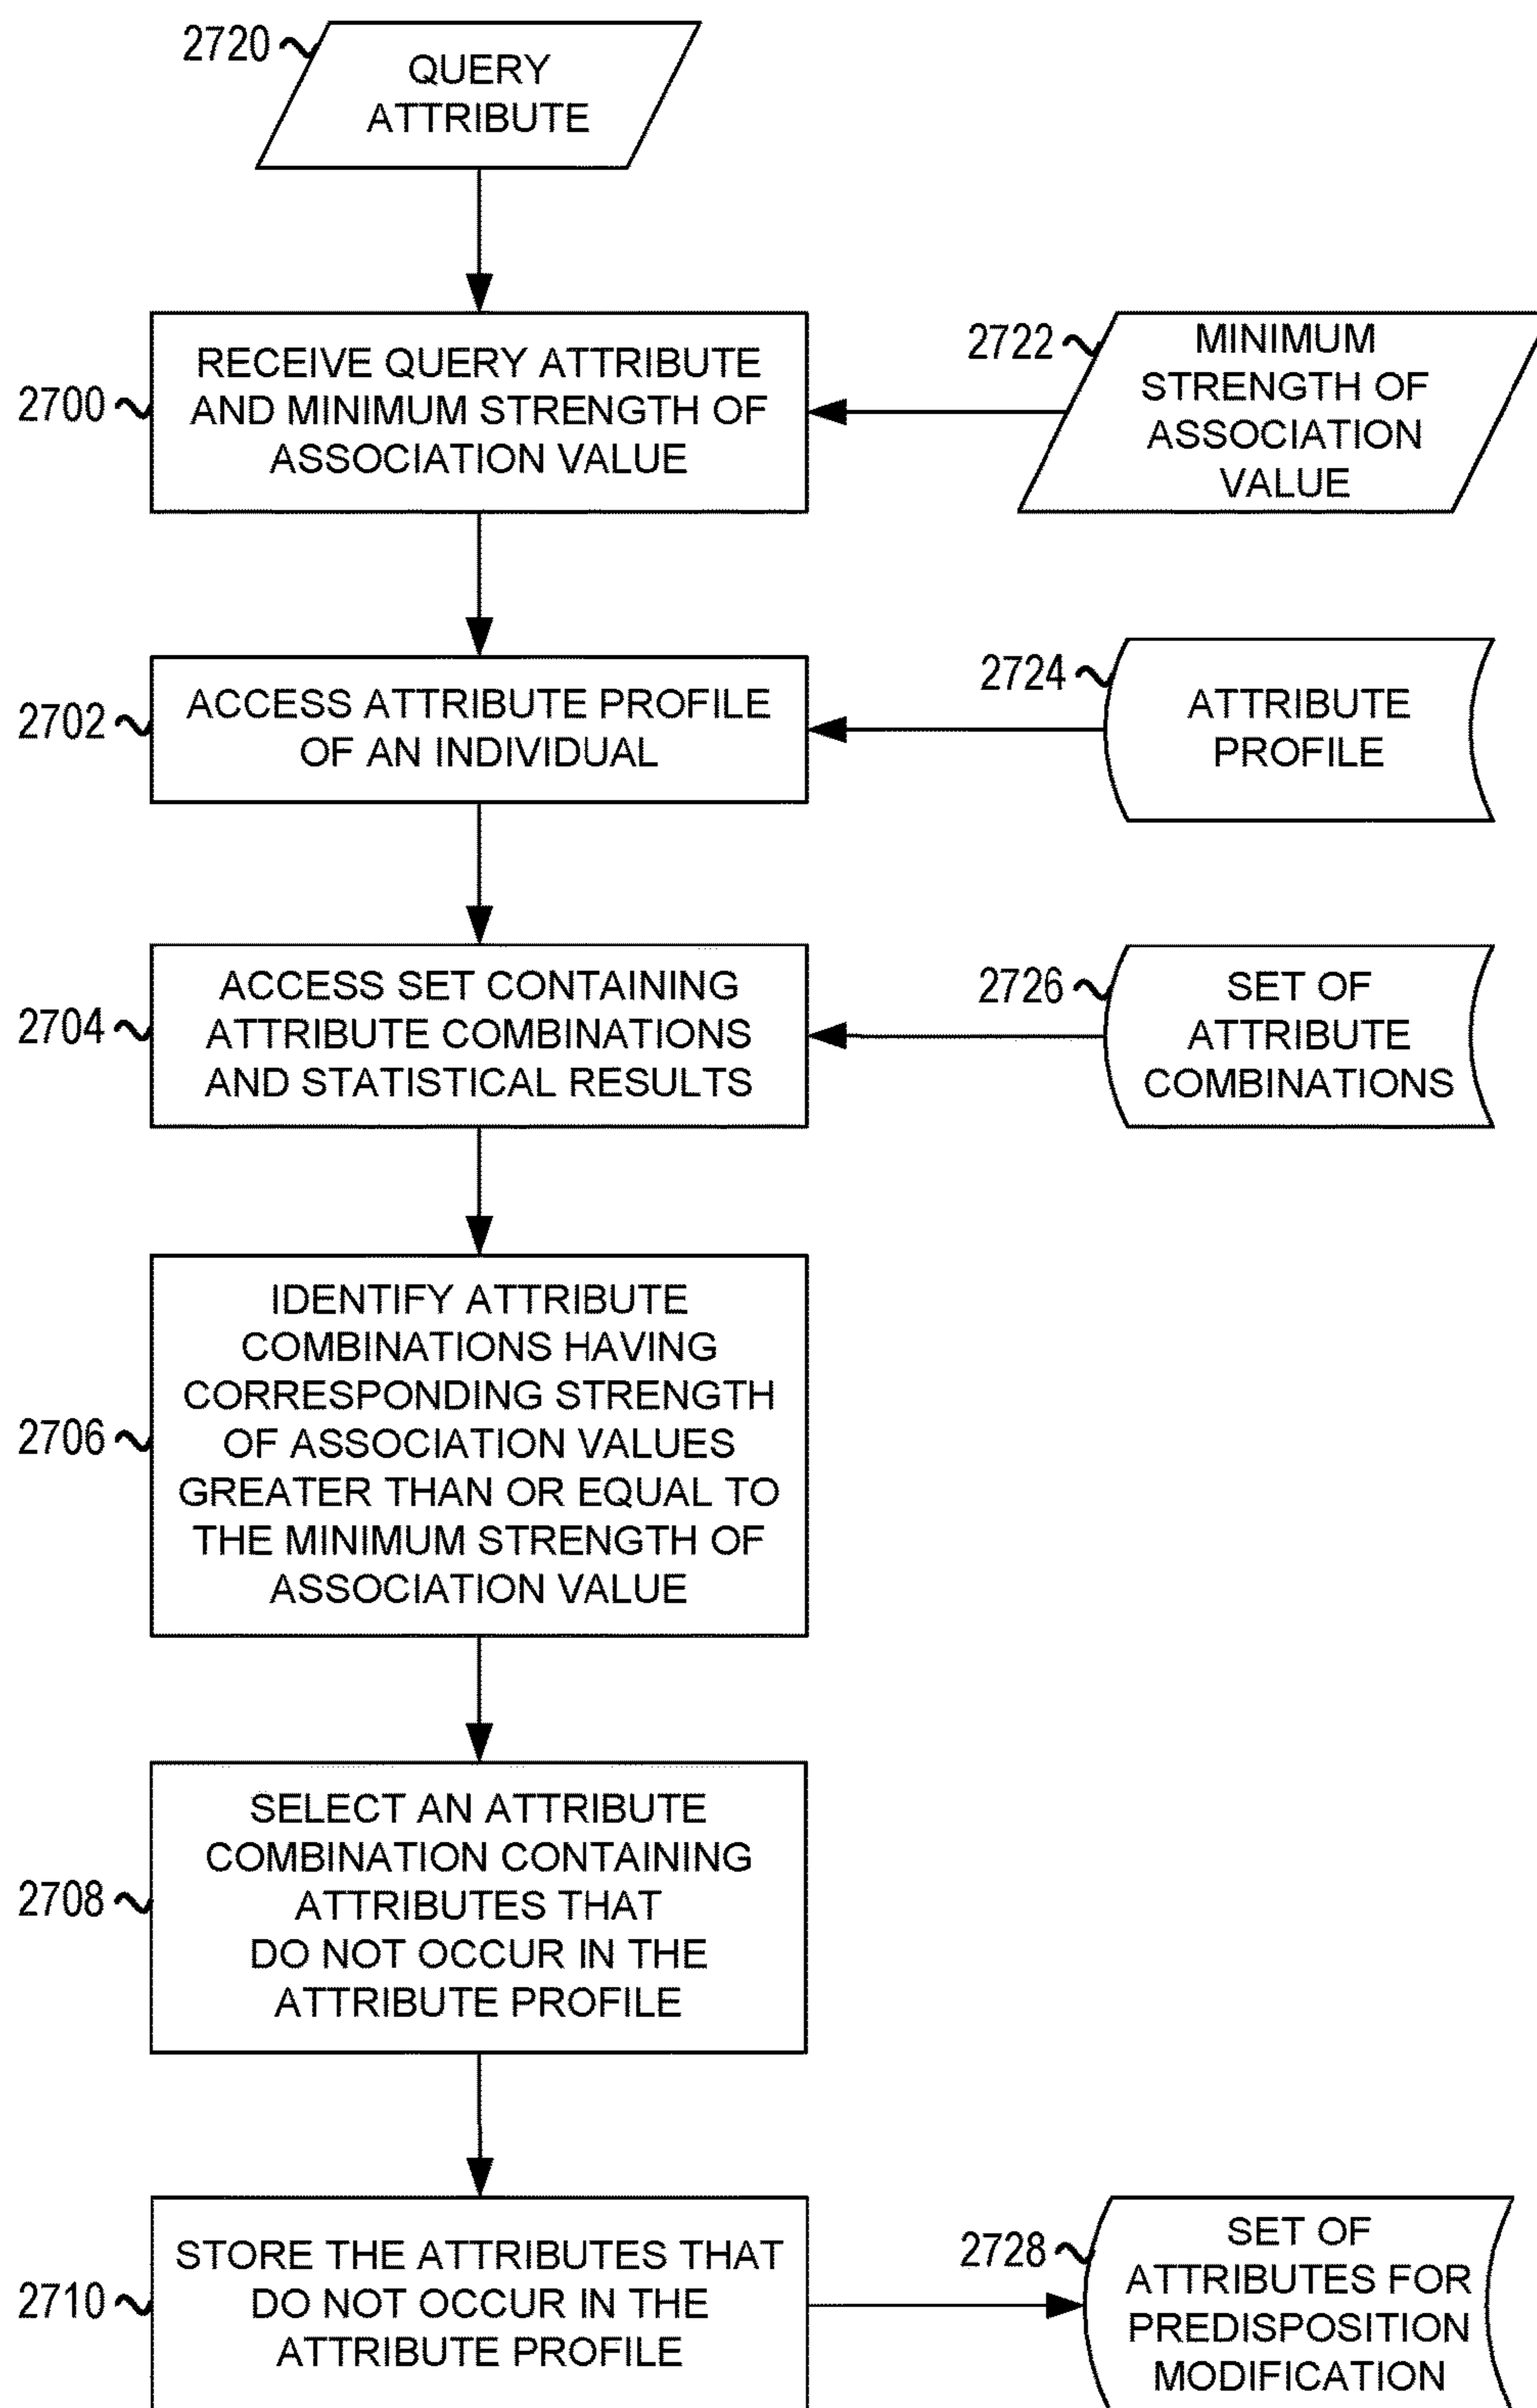 2720
QUERY
ATTRIBUTE
2700
RECEIVE QUERY ATTRIBUTE
AND MINIMUM STRENGTH OF
ASSOCIATION VALUE
2722
MINIMUM
STRENGTH OF
ASSOCIATION
VALUE
2702
ACCESS ATTRIBUTE PROFILE
OF AN INDIVIDUAL
2724
ATTRIBUTE
PROFILE
2704
ACCESS SET CONTAINING
ATTRIBUTE COMBINATIONS
AND STATISTICAL RESULTS
2726
SET OF
ATTRIBUTE
COMBINATIONS
2706
IDENTIFY ATTRIBUTE
COMBINATIONS HAVING
CORRESPONDING STRENGTH
OF ASSOCIATION VALUES
GREATER THAN OR EQUAL TO
THE MINIMUM STRENGTH OF
ASSOCIATION VALUE
2708
SELECT AN ATTRIBUTE
COMBINATION CONTAINING
ATTRIBUTES THAT
DO NOT OCCUR IN THE
ATTRIBUTE PROFILE
2710
STORE THE ATTRIBUTES THAT
DO NOT OCCUR IN THE
ATTRIBUTE PROFILE
2728
SET OF
ATTRIBUTES FOR
PREDISPOSITION
MODIFICATION